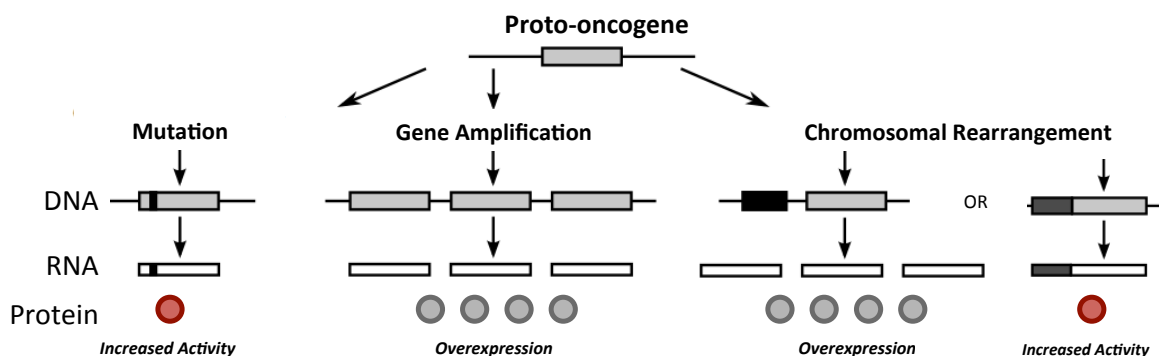 Proto-oncogene
Mutation
Gene Amplification
Chromosomal Rearrangement
DNA
OR
RNA
Protein
Increased Activity
Overexpression
Overexpression
Increased Activity